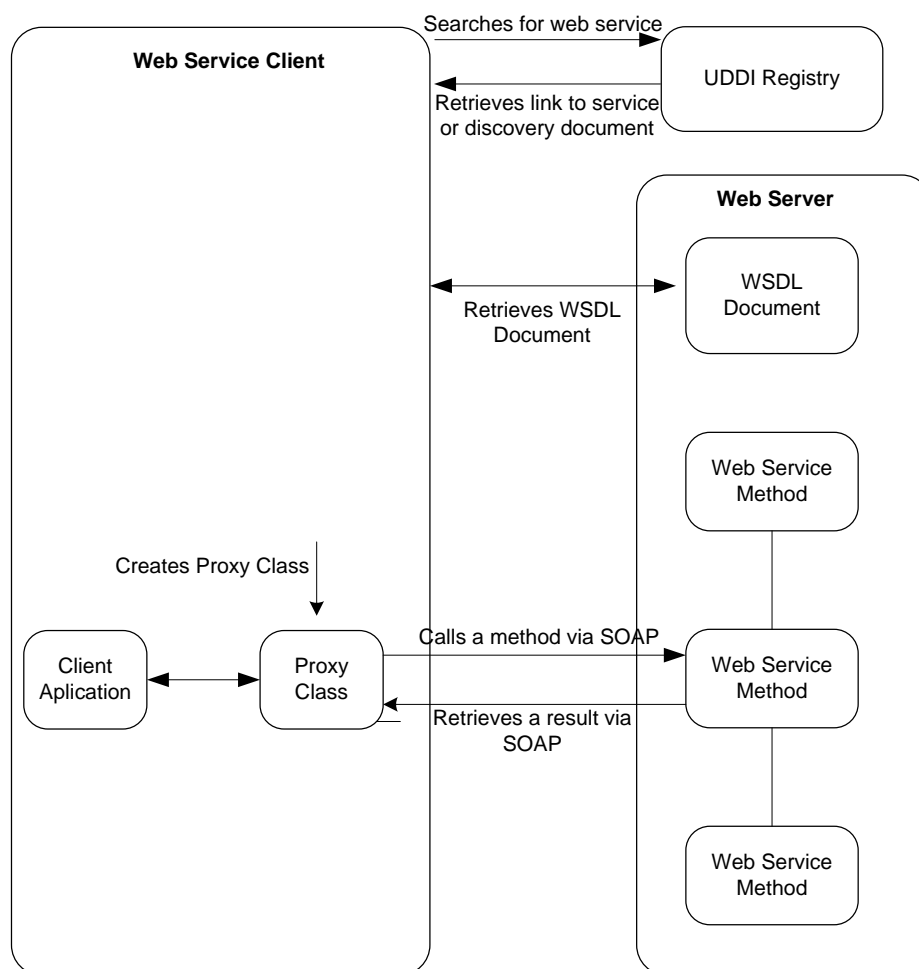 Searches for web service
Web Service Client
UDDI Registry
Retrieves link to service
or discovery document
Web Server
WSDL
Document
Retrieves WSDL
Document
Web Service
Method
Creates Proxy Class
Calls a method via SOAP
Client
Aplication
Proxy
Class
Web Service
Method
Retrieves a result via
SOAP
Web Service
Method